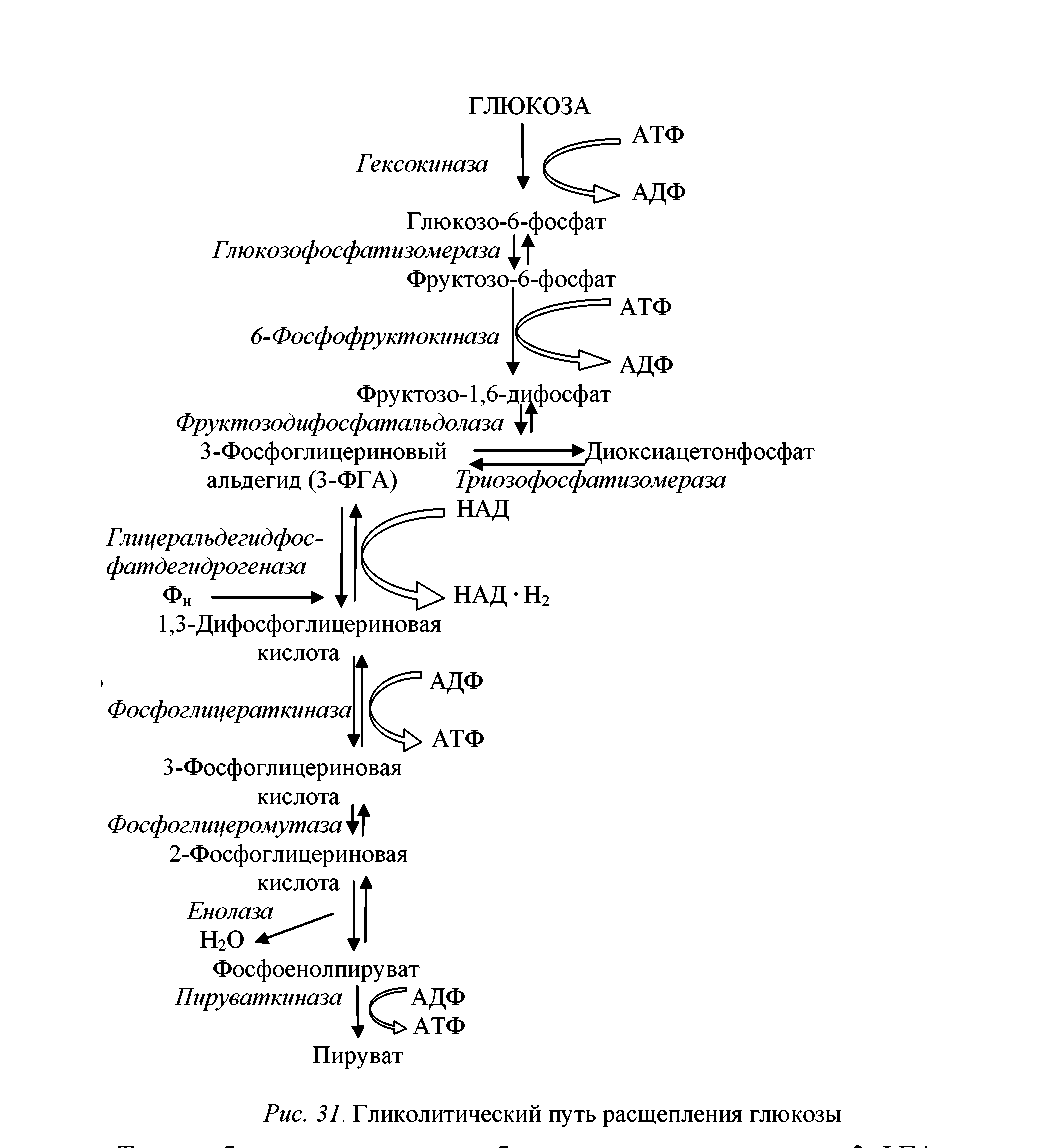 ГЛЮКОЗА
АТФ
Гексокиназа
АДФ
Глюкозо-6-фосфат
Глюкозофосфатизомераза
Фруктозо-6-фосфат
АТФ
6-Фосфофруктокиназа
АДФ
Фруктозо-1,6-дифосфат
Фруктозодифосфатальдолаза
3-Фосфоглицериновый
альдегид (3-ФГА)
Диоксиацетонфосфат
Триозофосфатизомераза
НАД
Глицеральдегидфос-
фатдегидрогеназа
Фн
НАД · Н2
1,3-Дифосфоглицериновая
кислота
АДФ
Фосфоглицераткиназа
АТФ
3-Фосфоглицериновая
кислота
Фосфоглицеромутаза
2-Фосфоглицериновая
кислота
Енолаза
Н2О
Фосфоенолпируват
Пируваткиназа
АДФ
АТФ
Пируват
Рис. 31. Гликолитический путь расщепления глюкозы